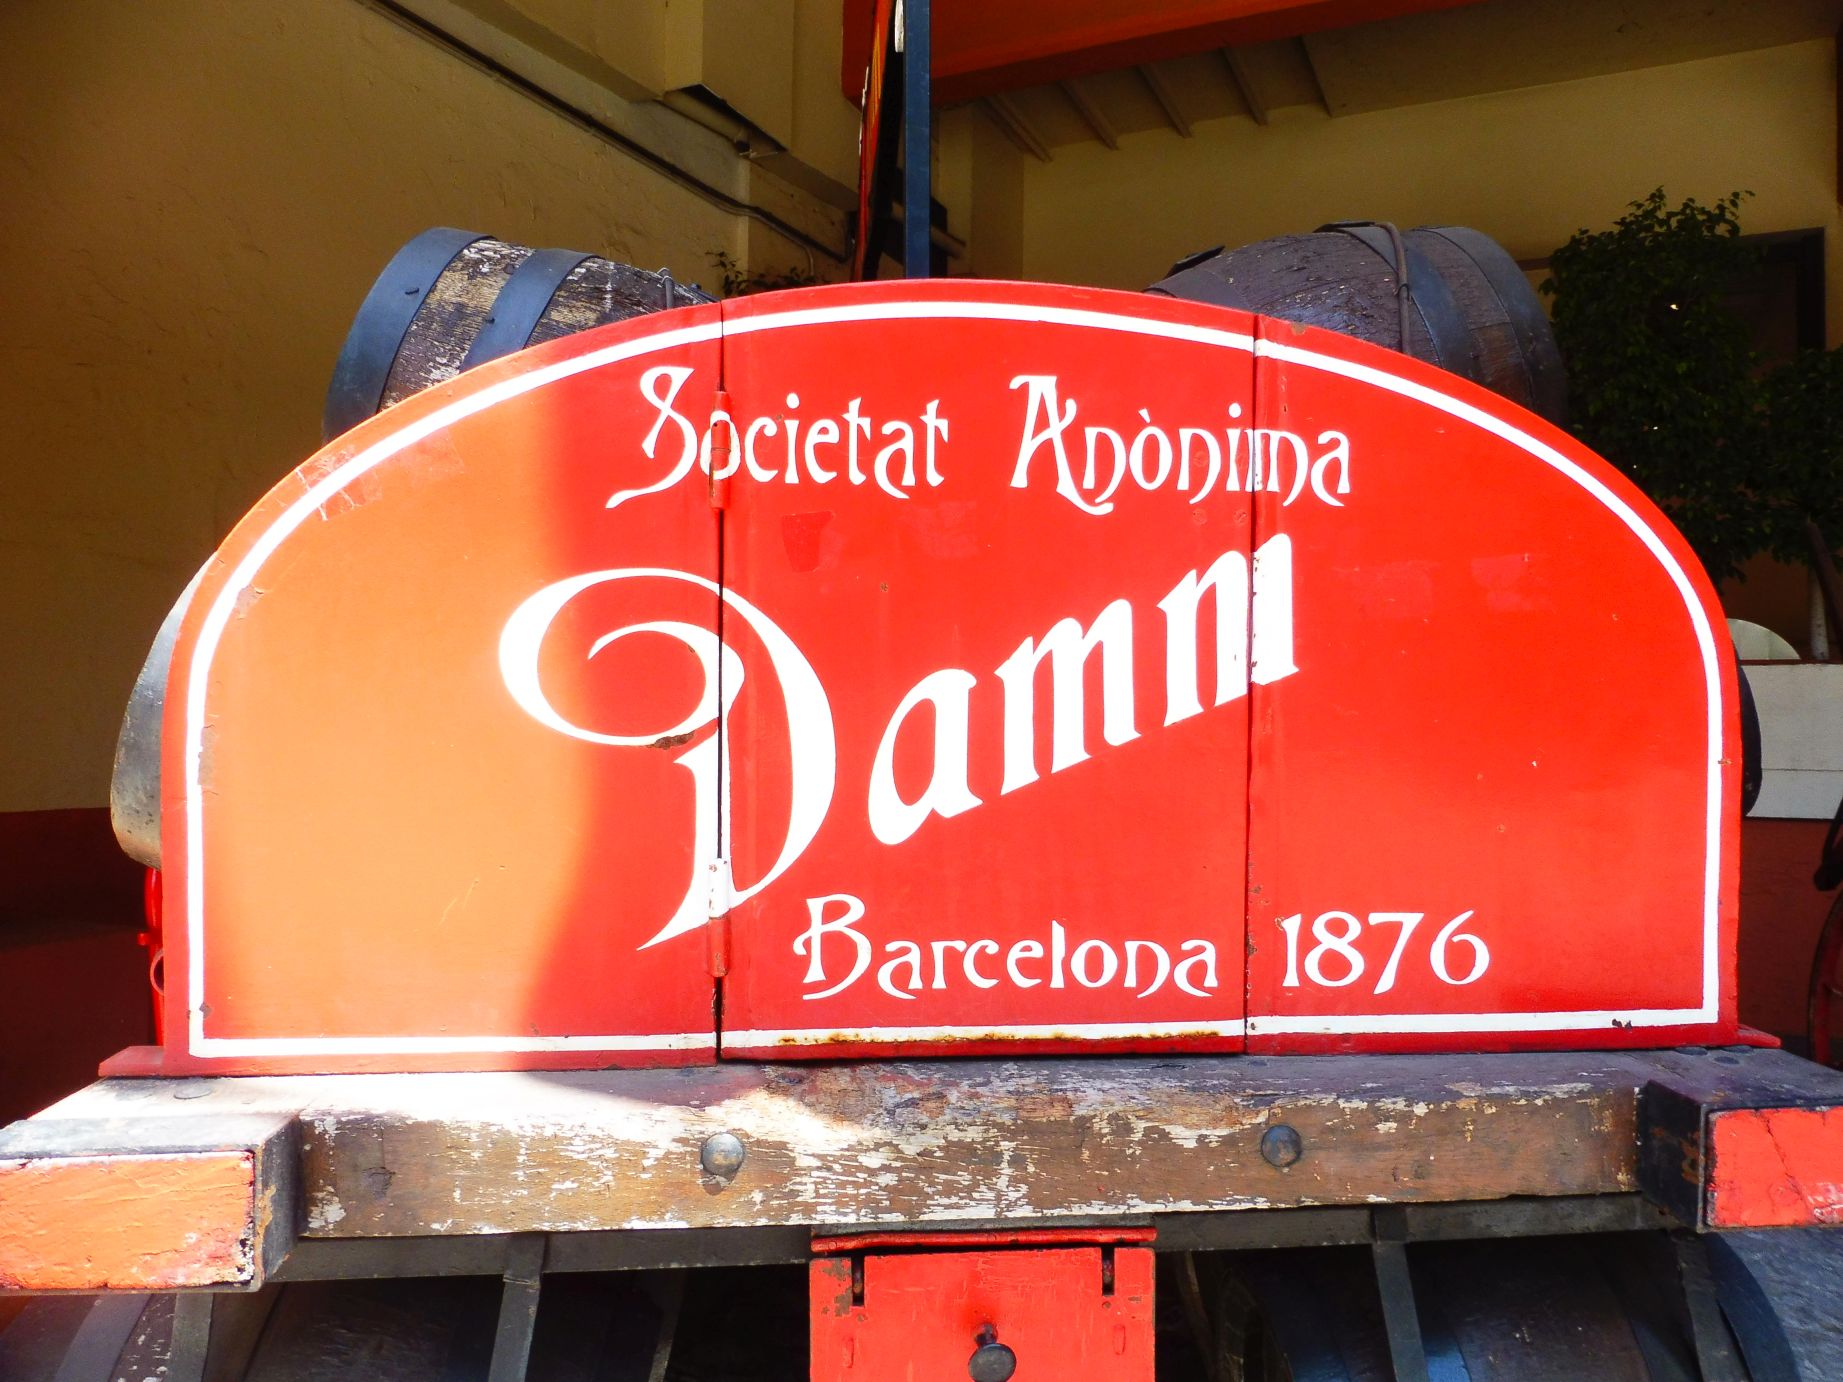 Societat Anònima
Damm
Barcelona 1876